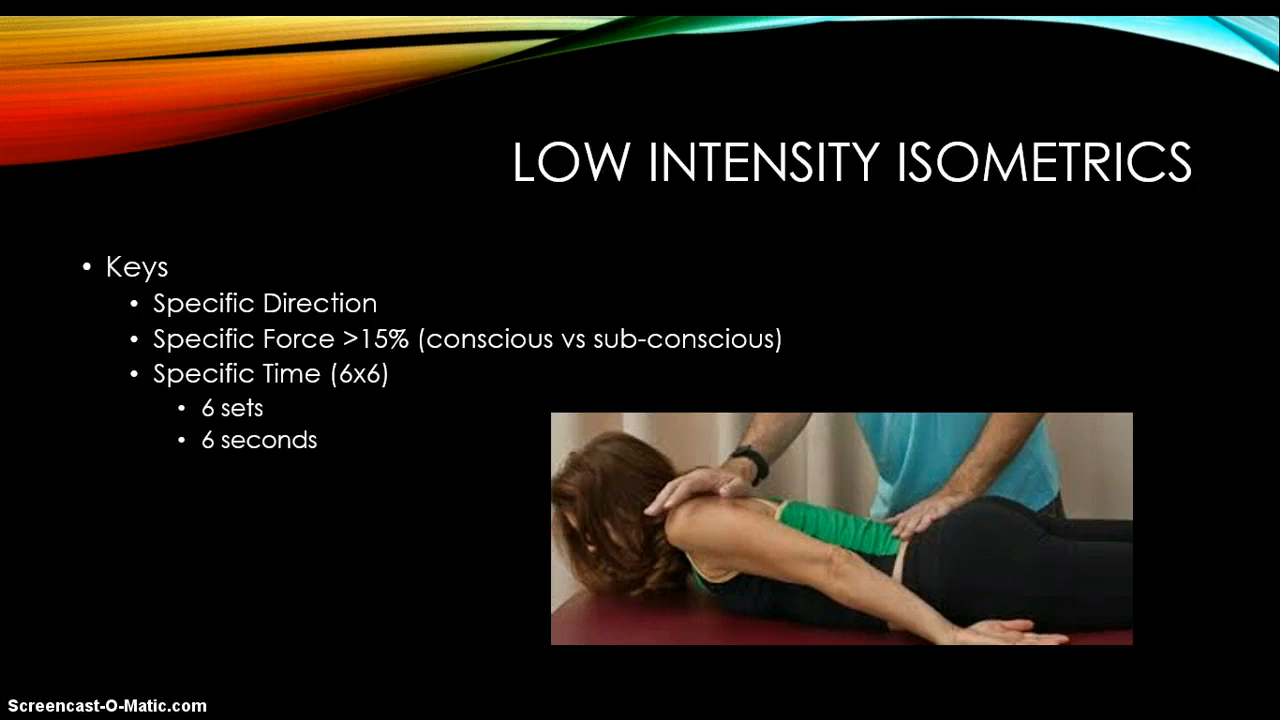 LOW INTENSITY ISOMETRICS
• Keys
• Specific Direction
• Specific Force >15% (conscious vs sub-conscious)
• Specific Time (6x6)
• 6 sets
• 6 seconds
Screencast-O-Matic.com